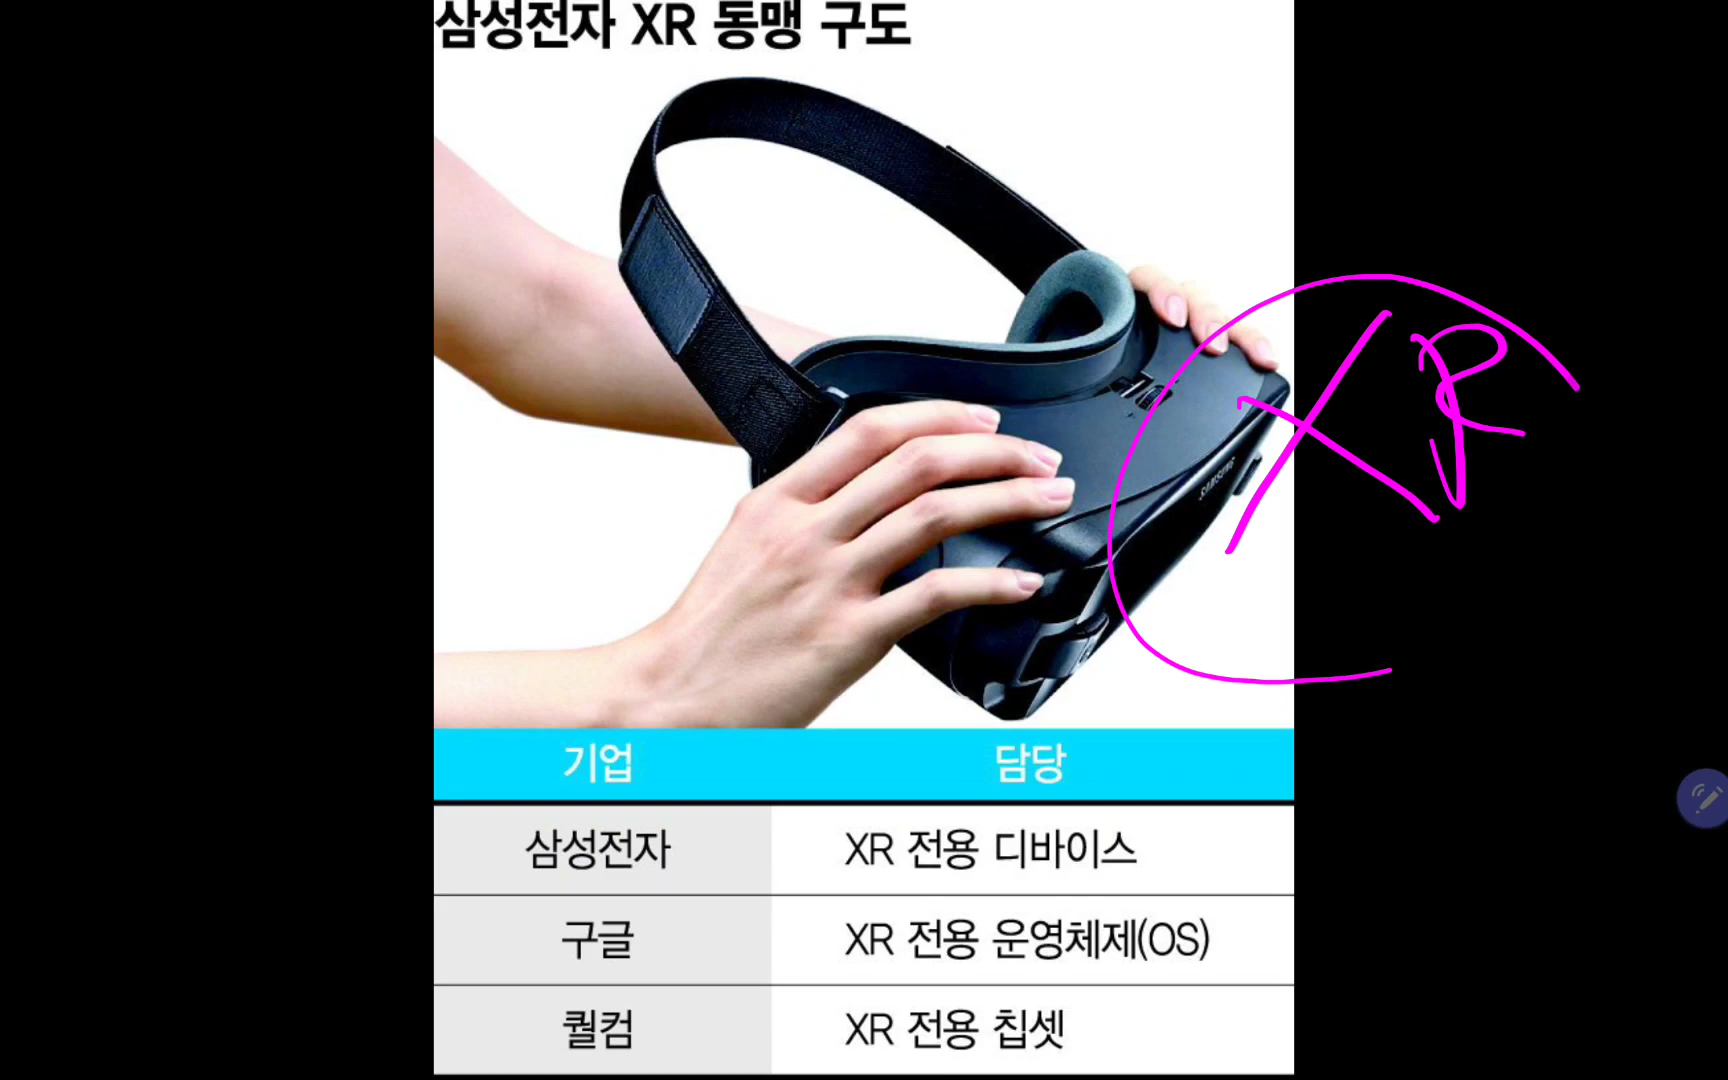 삼성전자 XR 동맹 구도
XR
SAMSUNG
기업 담당
삼성전자 XR 전용 디바이스
구글 XR 전용 운영체제(OS)
퀄컴 XR 전용 칩셋